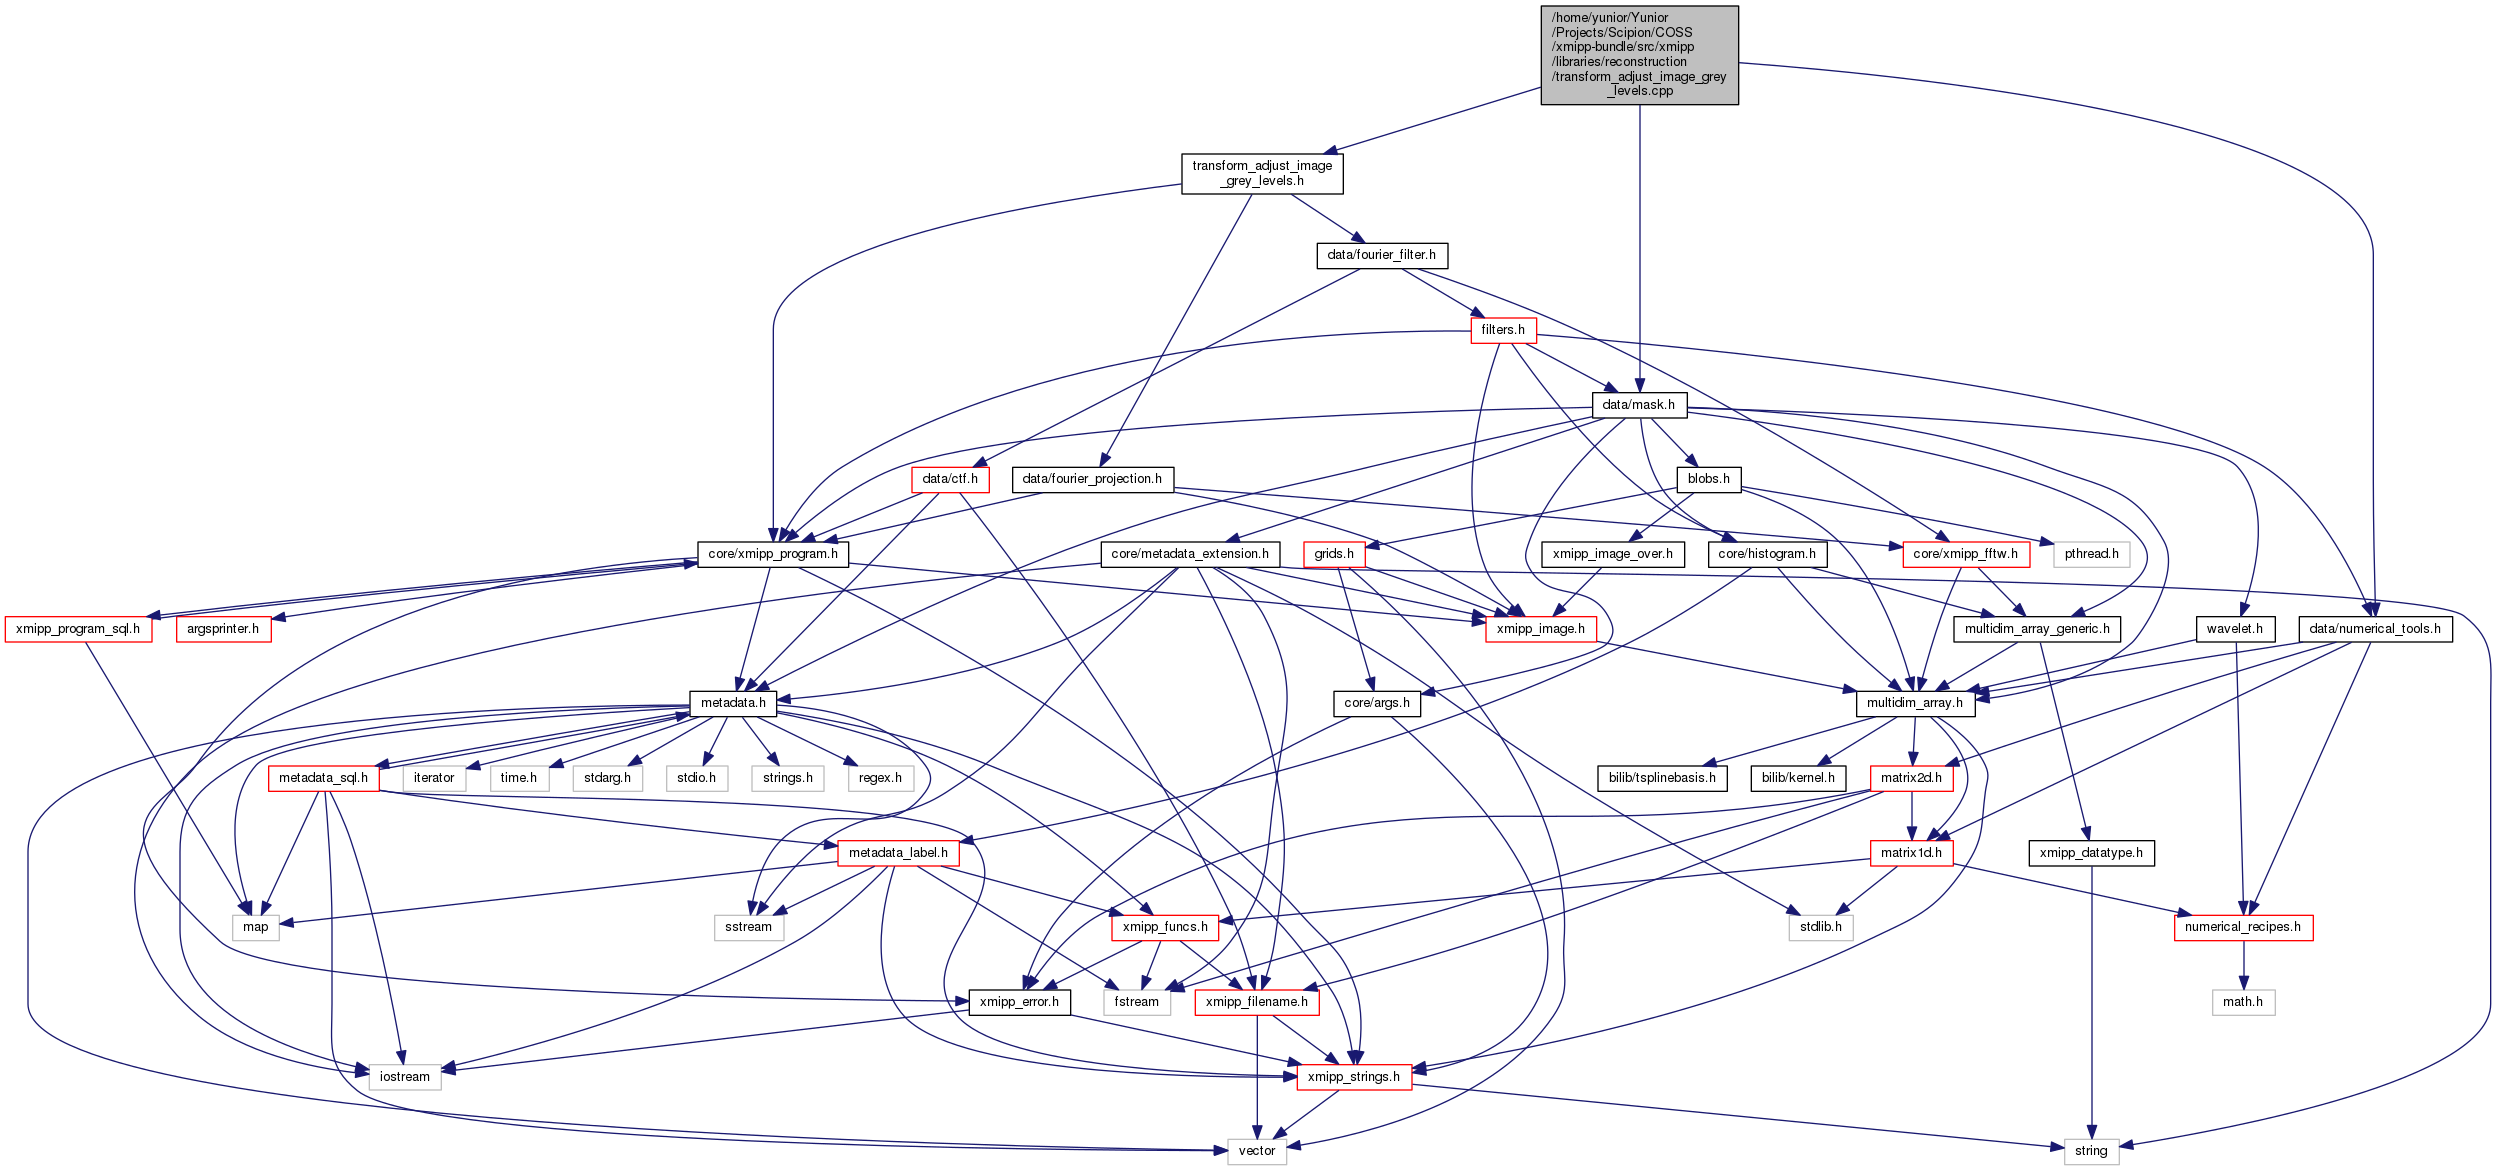 /home/yunior/Yunior
/Projects/Scipion/COSS
/xmipp-bundle/src/xmipp
/libraries/reconstruction
/transform_adjust_image_grey
_levels.cpp
transform_adjust_image
_grey_levels.h
data/fourier_filter.h
filters.h
data/mask.h
data/ctf.h
data/fourier_projection.h
blobs.h
core/xmipp_program.h
core/metadata_extension.h
grids.h
xmipp_image_over.h
core/histogram.h
core/xmipp_fftw.h
pthread.h
xmipp_program_sql.h
argsprinter.h
xmipp_image.h
multidim_array_generic.h
wavelet.h
data/numerical_tools.h
metadata.h
core/args.h
multidim_array.h
metadata_sql.h
iterator
time.h
stdarg.h
stdio.h
strings.h
regex.h
bilib/tsplinebasis.h
bilib/kernel.h
matrix2d.h
metadata_label.h
matrix1d.h
xmipp_datatype.h
map
sstream
xmipp_funcs.h
stdlib.h
numerical_recipes.h
xmipp_error.h
fstream
xmipp_filename.h
math.h
iostream
xmipp_strings.h
vector
string